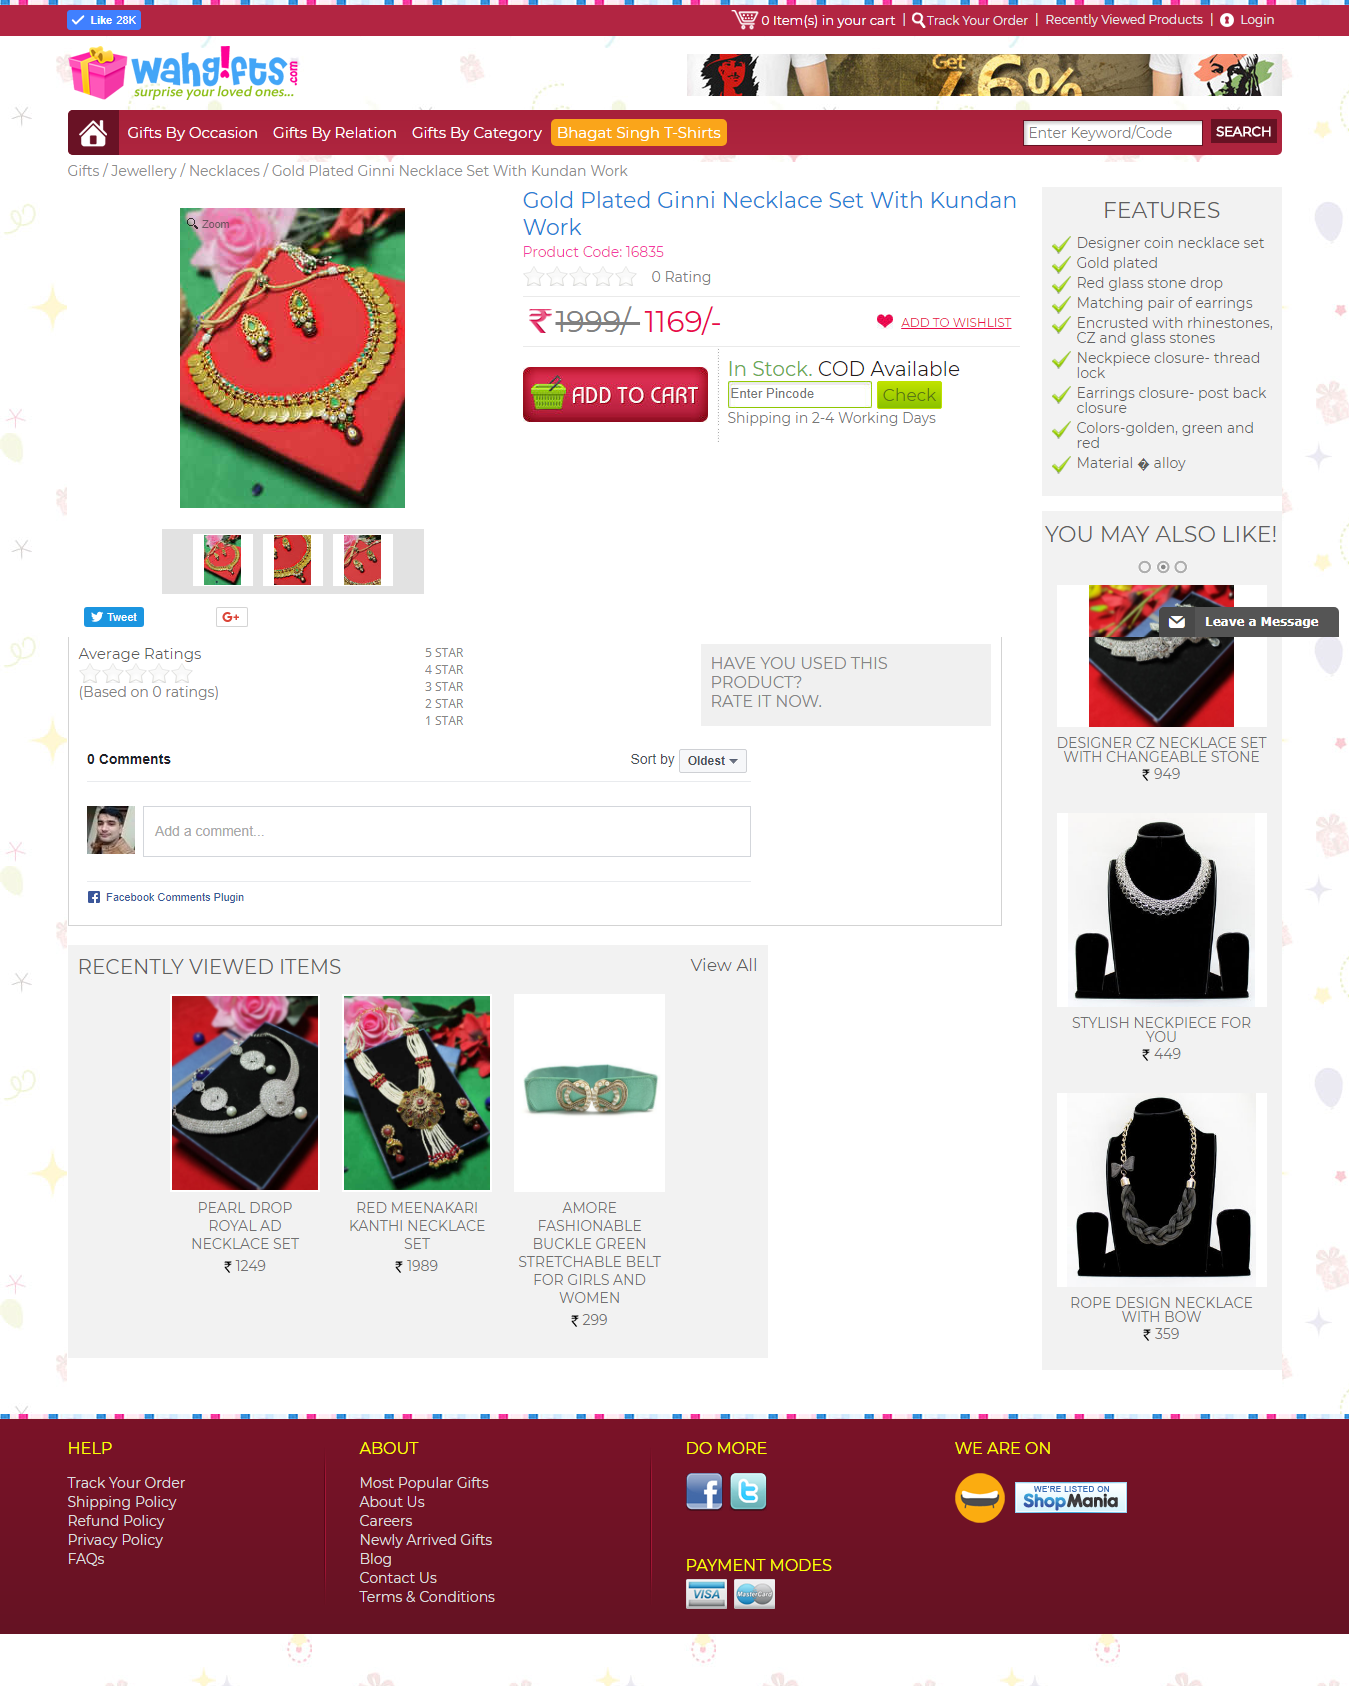 Like 28K
0 Item(s) in your cart | Track Your Order | Recently Viewed Products | Login
wahg!fts.com
surprise your loved ones...
Get
6%
Gifts By Occasion Gifts By Relation Gifts By Category Bhagat Singh T-Shirts
Enter Keyword/Code SEARCH
Gifts / Jewellery / Necklaces / Gold Plated Ginni Necklace Set With Kundan Work
Zoom
Tweet
G+
Gold Plated Ginni Necklace Set With Kundan
Work
Product Code: 16835
0 Rating
₹ 1999/- 1169/-
ADD TO WISHLIST
ADD TO CART
In Stock. COD Available
Enter Pincode Check
Shipping in 2-4 Working Days
FEATURES
Designer coin necklace set
Gold plated
Red glass stone drop
Matching pair of earrings
Encrusted with rhinestones,
CZ and glass stones
Neckpiece closure- thread
lock
Earrings closure- post back
closure
Colors-golden, green and
red
Material � alloy
YOU MAY ALSO LIKE!
Leave a Message
DESIGNER CZ NECKLACE SET
WITH CHANGEABLE STONE
₹ 949
STYLISH NECKPIECE FOR
YOU
₹ 449
ROPE DESIGN NECKLACE
WITH BOW
₹ 359
Average Ratings
(Based on 0 ratings)
5 STAR
4 STAR
3 STAR
2 STAR
1 STAR
HAVE YOU USED THIS
PRODUCT?
RATE IT NOW.
0 Comments
Sort by Oldest
Add a comment...
Facebook Comments Plugin
RECENTLY VIEWED ITEMS
View All
PEARL DROP
ROYAL AD
NECKLACE SET
₹ 1249
RED MEENAKARI
KANTHI NECKLACE
SET
₹ 1989
AMORE
FASHIONABLE
BUCKLE GREEN
STRETCHABLE BELT
FOR GIRLS AND
WOMEN
₹ 299
HELP
Track Your Order
Shipping Policy
Refund Policy
Privacy Policy
FAQs
ABOUT
Most Popular Gifts
About Us
Careers
Newly Arrived Gifts
Blog
Contact Us
Terms & Conditions
DO MORE
PAYMENT MODES
VISA
MasterCard
WE ARE ON
WE'RE LISTED ON
ShopMania